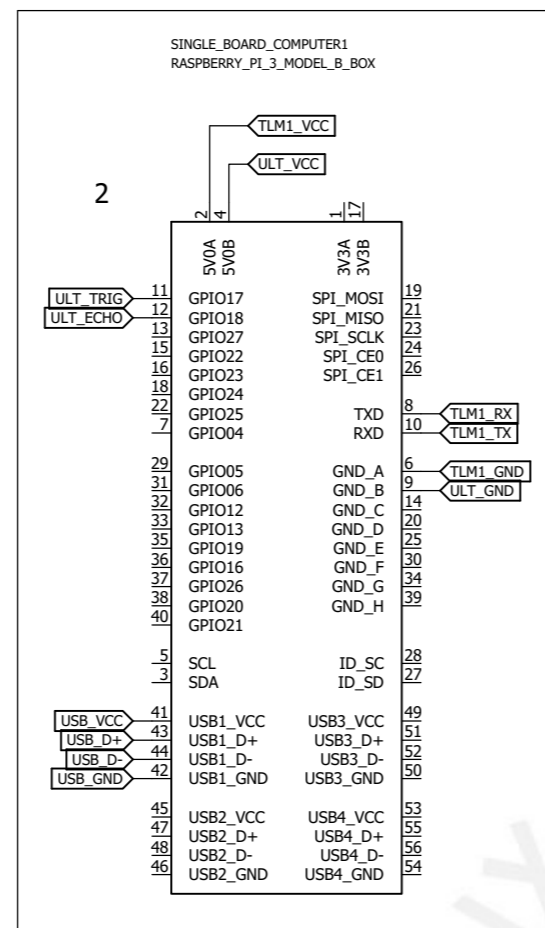 SINGLE_BOARD_COMPUTER1
RASPBERRY_PI_3_MODEL_B_BOX
TLM1_VCC
ULT_VCC
2
2 4 1 17
5V0A 5V0B 3V3A 3V3B
ULT_TRIG 11 GPIO17 SPI_MOSI 19
ULT_ECHO 12 GPIO18 SPI_MISO 21
13 GPIO27 SPI_SCLK 23
15 GPIO22 SPI_CE0 24
16 GPIO23 SPI_CE1 26
18 GPIO24
22 GPIO25 TXD 8 TLM1_RX
7 GPIO04 RXD 10 TLM1_TX
29 GPIO05 GND_A 6 TLM1_GND
31 GPIO06 GND_B 9 ULT_GND
32 GPIO12 GND_C 14
33 GPIO13 GND_D 20
35 GPIO19 GND_E 25
36 GPIO16 GND_F 30
37 GPIO26 GND_G 34
38 GPIO20 GND_H 39
40 GPIO21
5 SCL ID_SC 28
3 SDA ID_SD 27
USB_VCC 41 USB1_VCC USB3_VCC 49
USB_D+ 43 USB1_D+ USB3_D+ 51
USB_D- 44 USB1_D- USB3_D- 52
USB_GND 42 USB1_GND USB3_GND 50
45 USB2_VCC USB4_VCC 53
47 USB2_D+ USB4_D+ 55
48 USB2_D- USB4_D- 56
46 USB2_GND USB4_GND 54